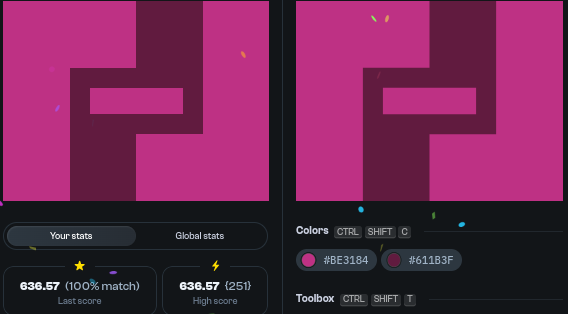 Your stats
Global stats
636.57 (100% match)
Last score
636.57 {251}
High score
Colors CTRL SHIFT C
#BE3184
#611B3F
Toolbox CTRL SHIFT T